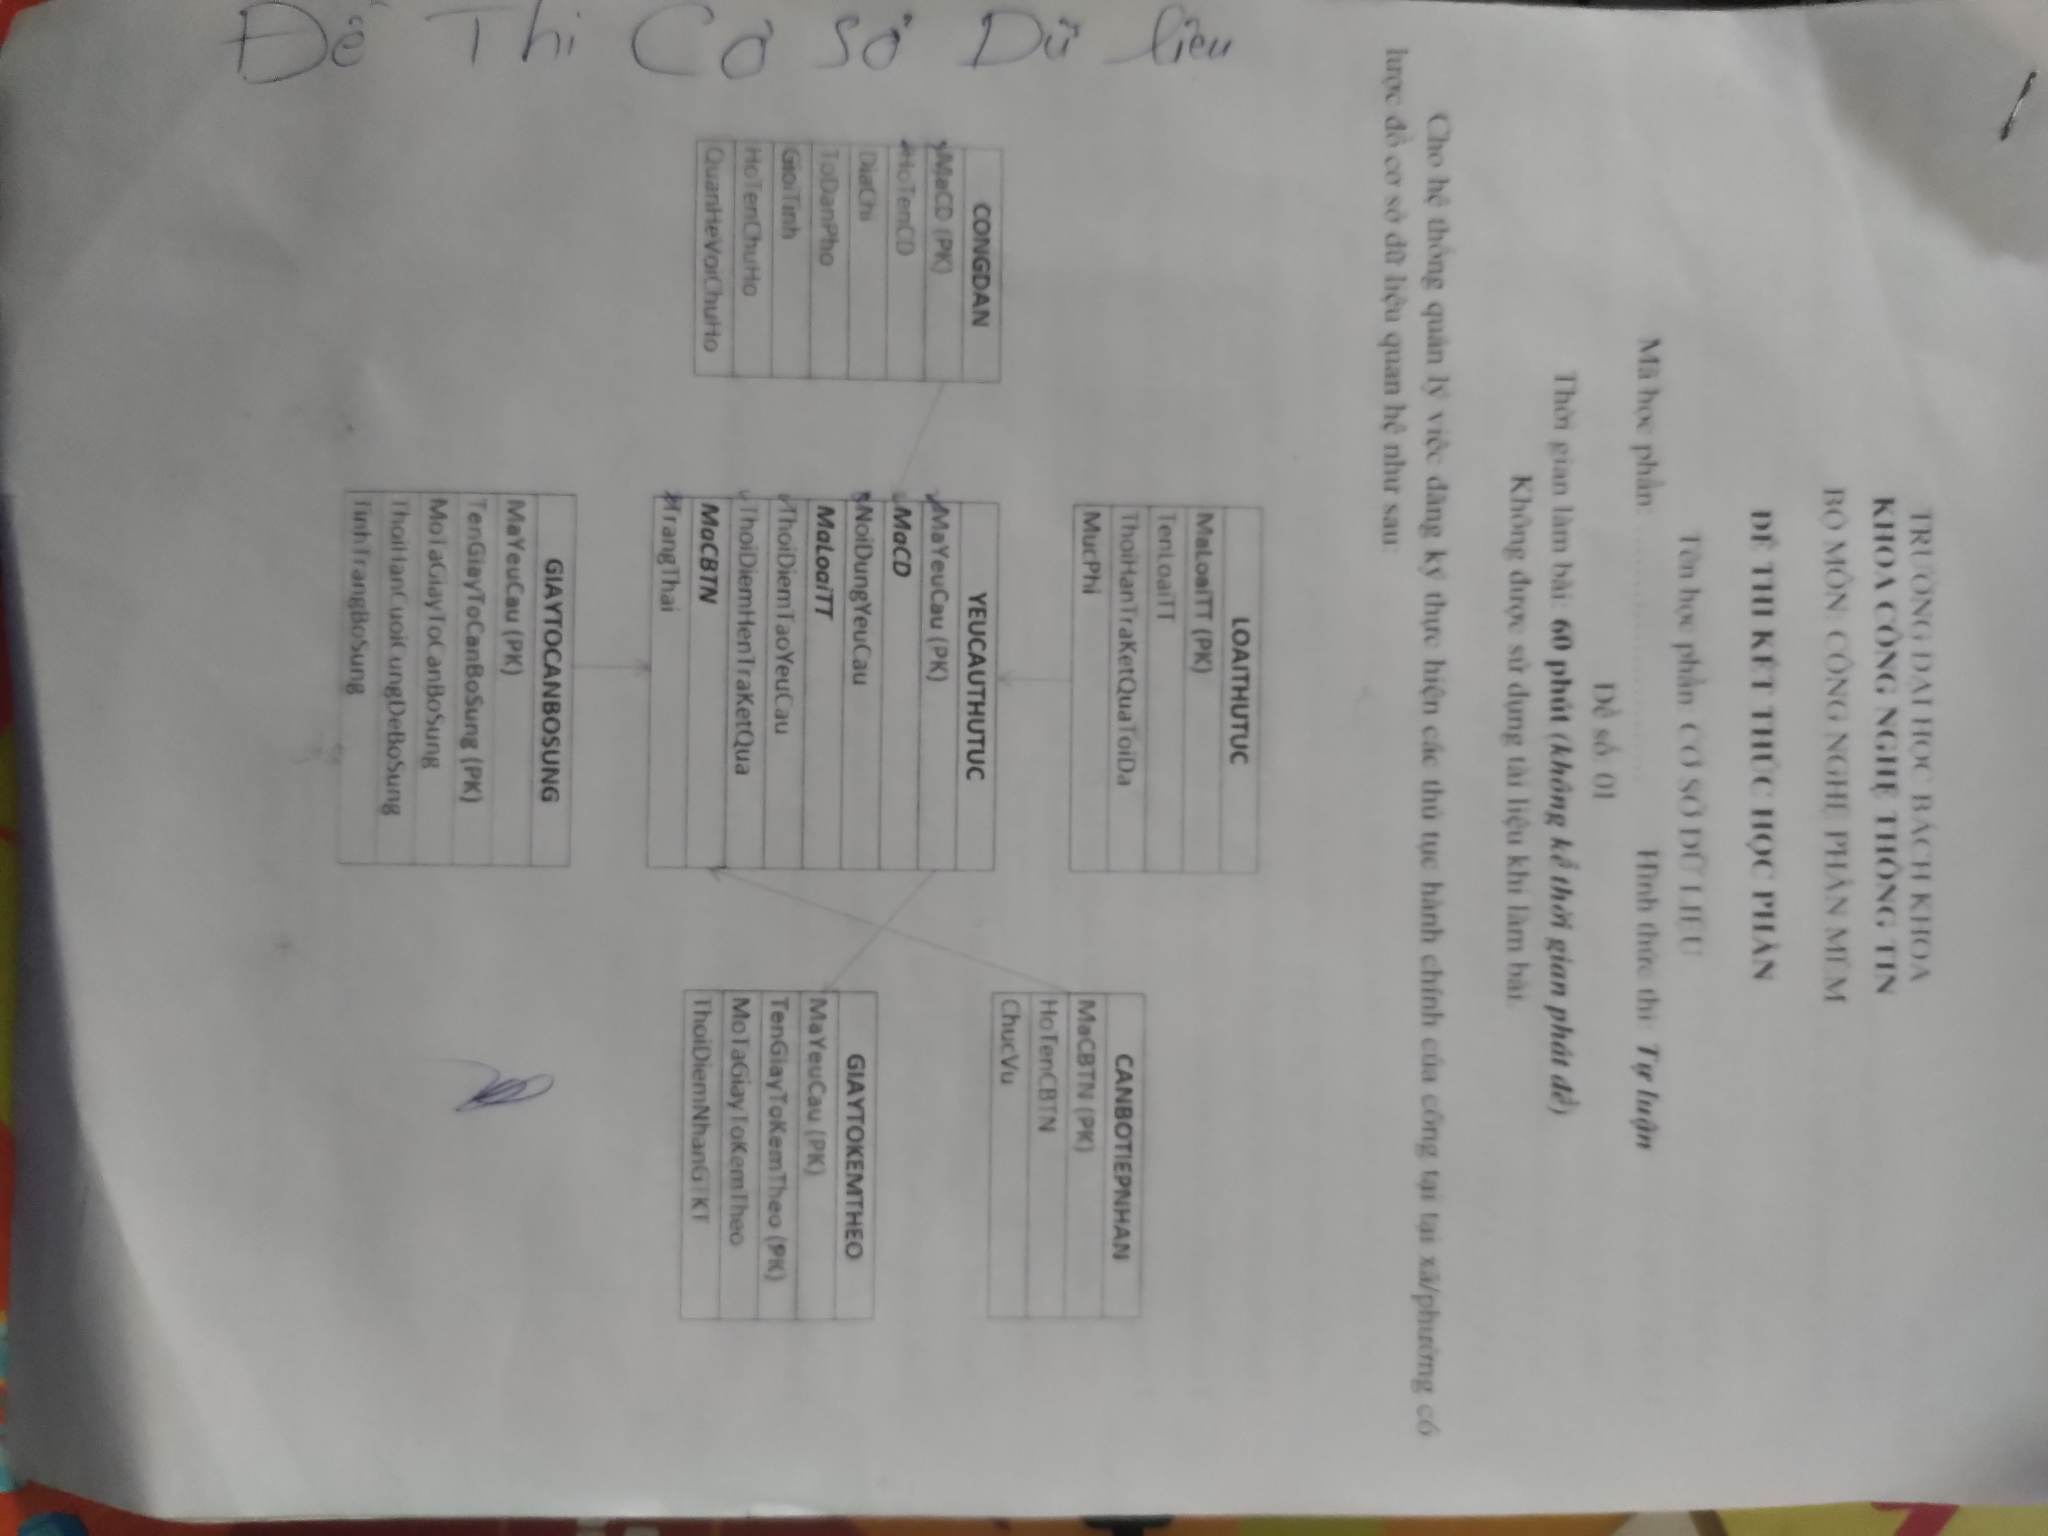 TRƯỜNG ĐẠI HỌC BÁCH KHOA
KHOA CÔNG NGHỆ THÔNG TIN
BỘ MÔN: CÔNG NGHỆ PHẦN MỀM
ĐỀ THI KẾT THÚC HỌC PHẦN
Tên học phần: CƠ SỞ DỮ LIỆU
Mã học phần: .................... Hình thức thi: Tự luận
Đề số: 01
Thời gian làm bài: 60 phút (không kể thời gian phát đề)
Không được sử dụng tài liệu khi làm bài.
Cho hệ thống quản lý việc đăng ký thực hiện các thủ tục hành chính của công tại tại xã/phường có
lược đồ cơ sở dữ liệu quan hệ như sau:
LOAITHUTUC
MaLoaiTT (PK)
TenLoaiTT
ThoiHanTraKetQuaToiDa
MucPhi
CANBOTIEPNHAN
MaCBTN (PK)
HoTenCBTN
ChucVu
CONGDAN
MaCD (PK)
HoTenCD
DiaChi
ToDanPho
GioiTinh
HoTenChuHo
QuanHeVoiChuHo
YEUCAUTHUTUC
MaYeuCau (PK)
MaCD
NoiDungYeuCau
MaLoaiTT
ThoiDiemTaoYeuCau
ThoiDiemHenTraKetQua
MaCBTN
TrangThai
GIAYTOKEMTHEO
MaYeuCau (PK)
TenGiayToKemTheo (PK)
MoTaGiayToKemTheo
ThoiDiemNhanGTKT
GIAYTOCANBOSUNG
MaYeuCau (PK)
TenGiayToCanBoSung (PK)
MoTaGiayToCanBoSung
ThoiHanCuoiCungDeBoSung
TinhTrangBoSung
Đề Thi Cơ sở Dữ liệu